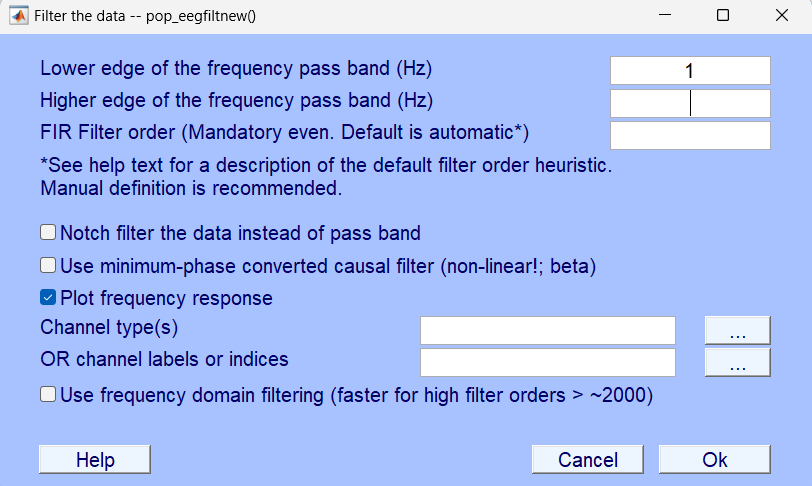 Filter the data -- pop_eegfiltnew()
Lower edge of the frequency pass band (Hz) 1
Higher edge of the frequency pass band (Hz)
FIR Filter order (Mandatory even. Default is automatic*)
*See help text for a description of the default filter order heuristic.
Manual definition is recommended.
Notch filter the data instead of pass band
Use minimum-phase converted causal filter (non-linear!; beta)
Plot frequency response
Channel type(s) ...
OR channel labels or indices ...
Use frequency domain filtering (faster for high filter orders > ~2000)
Help Cancel Ok